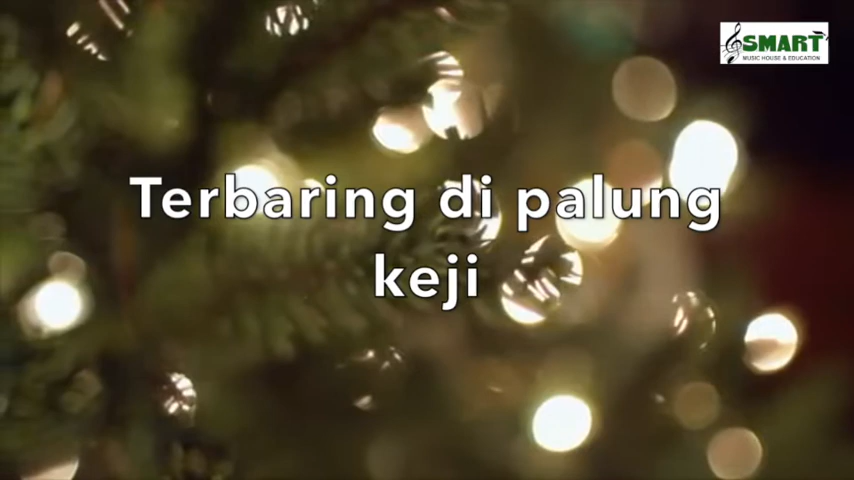 SMART
MUSIC HOUSE & EDUCATION
Terbaring di palung
keji